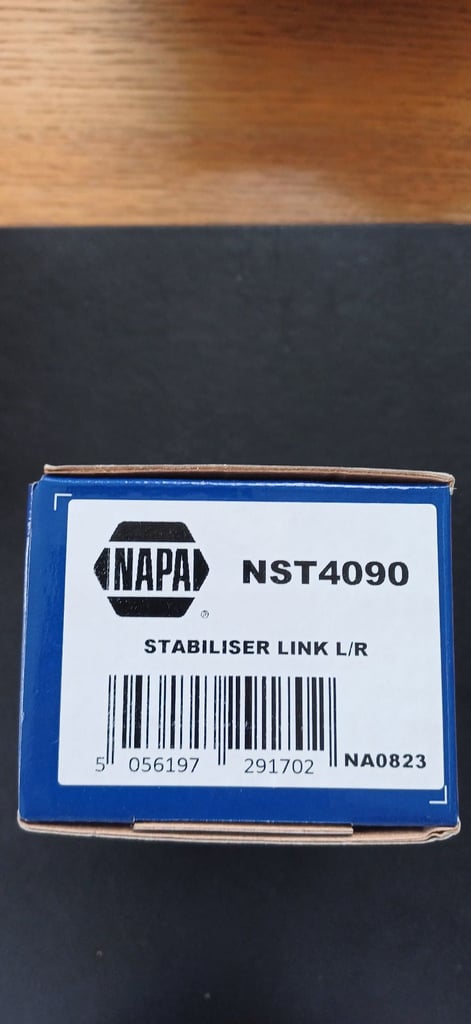 NAPA
®
NST4090
STABILISER LINK L/R
5 056197 291702
NA0823